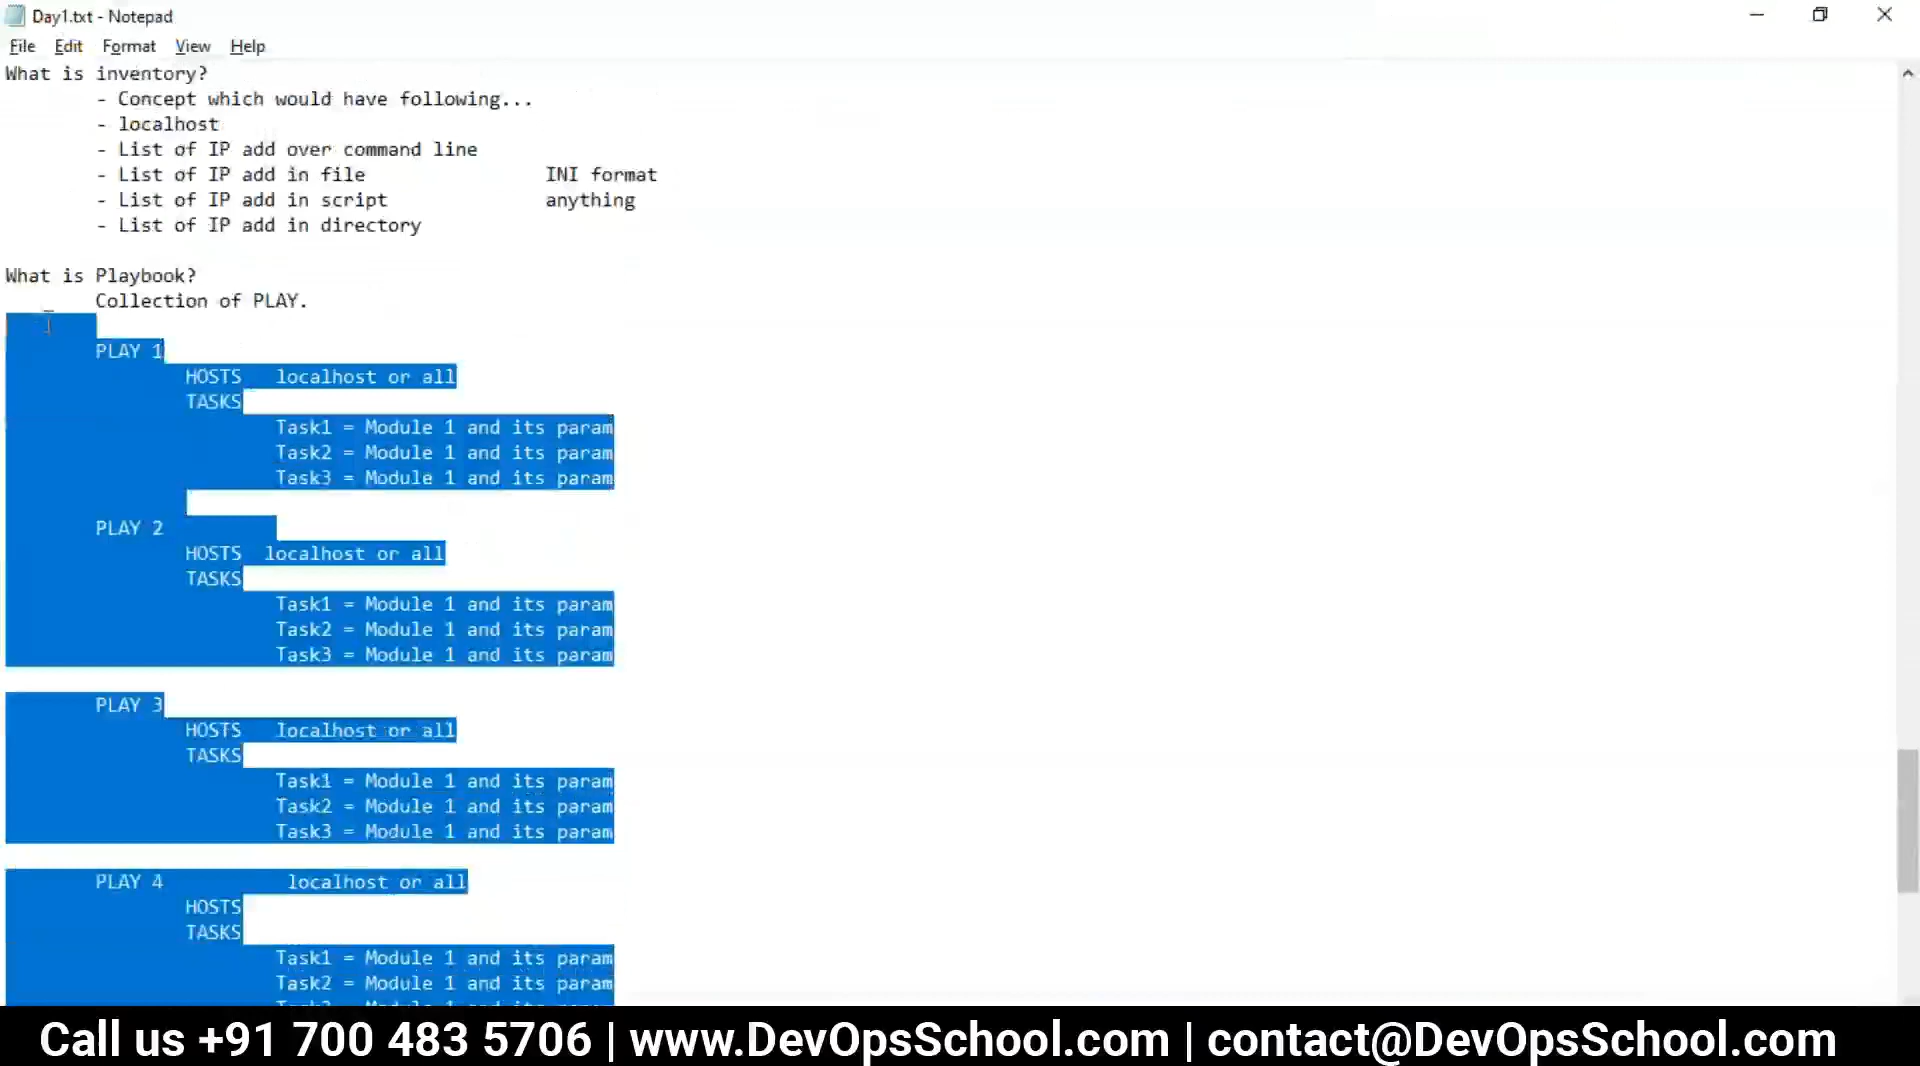 Day1.txt - Notepad
File Edit Format View Help
What is inventory?
- Concept which would have following...
- localhost
- List of IP add over command line
- List of IP add in file INI format
- List of IP add in script anything
- List of IP add in directory
What is Playbook?
Collection of PLAY.
PLAY 1
HOSTS localhost or all
TASKS
Task1 = Module 1 and its param
Task2 = Module 1 and its param
Task3 = Module 1 and its param
PLAY 2
HOSTS localhost or all
TASKS
Task1 = Module 1 and its param
Task2 = Module 1 and its param
Task3 = Module 1 and its param
PLAY 3
HOSTS localhost or all
TASKS
Task1 = Module 1 and its param
Task2 = Module 1 and its param
Task3 = Module 1 and its param
PLAY 4 localhost or all
HOSTS
TASKS
Task1 = Module 1 and its param
Task2 = Module 1 and its param
Call us +91 700 483 5706 | www.DevOpsSchool.com | contact@DevOpsSchool.com